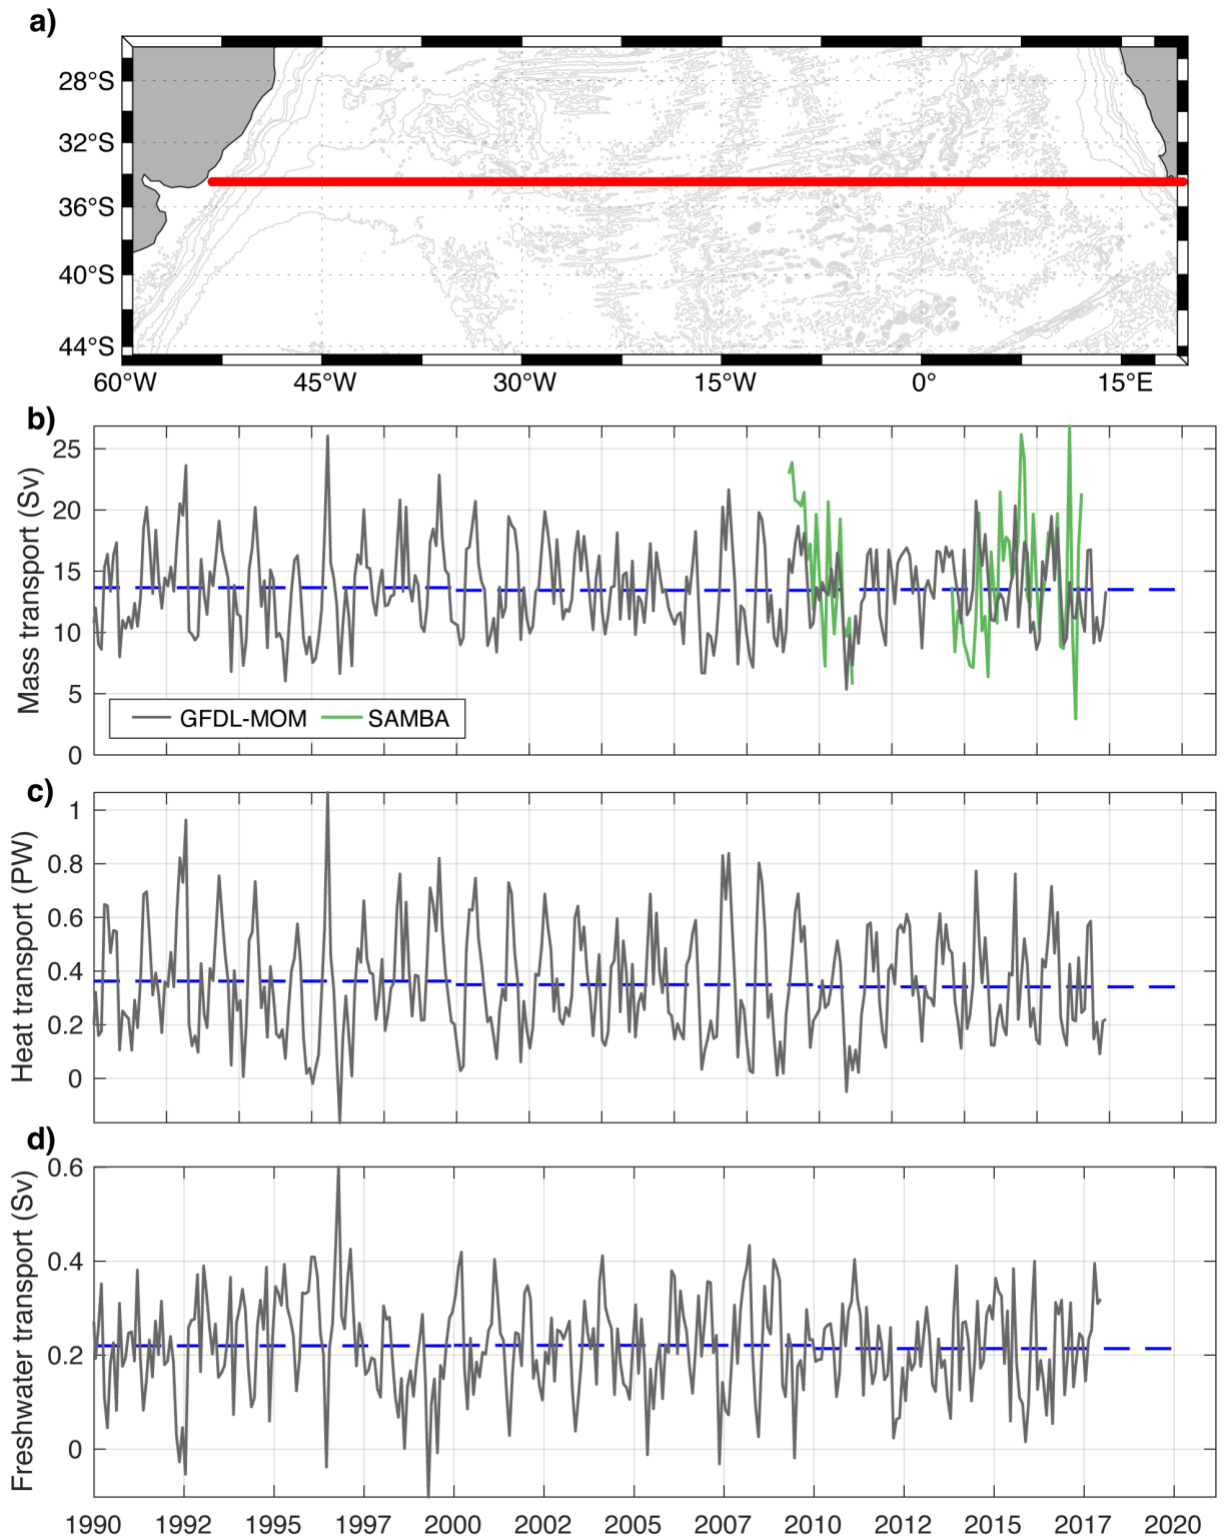 a)
28°S
32°S
36°S
40°S
44°S
60°W 45°W 30°W 15°W 0° 15°E
b)
Mass transport (Sv)
25
20
15
10
5
0
GFDL-MOM SAMBA
c)
Heat transport (PW)
1
0.8
0.6
0.4
0.2
0
d)
Freshwater transport (Sv)
0.6
0.4
0.2
0
1990 1992 1995 1997 2000 2002 2005 2007 2010 2012 2015 2017 2020